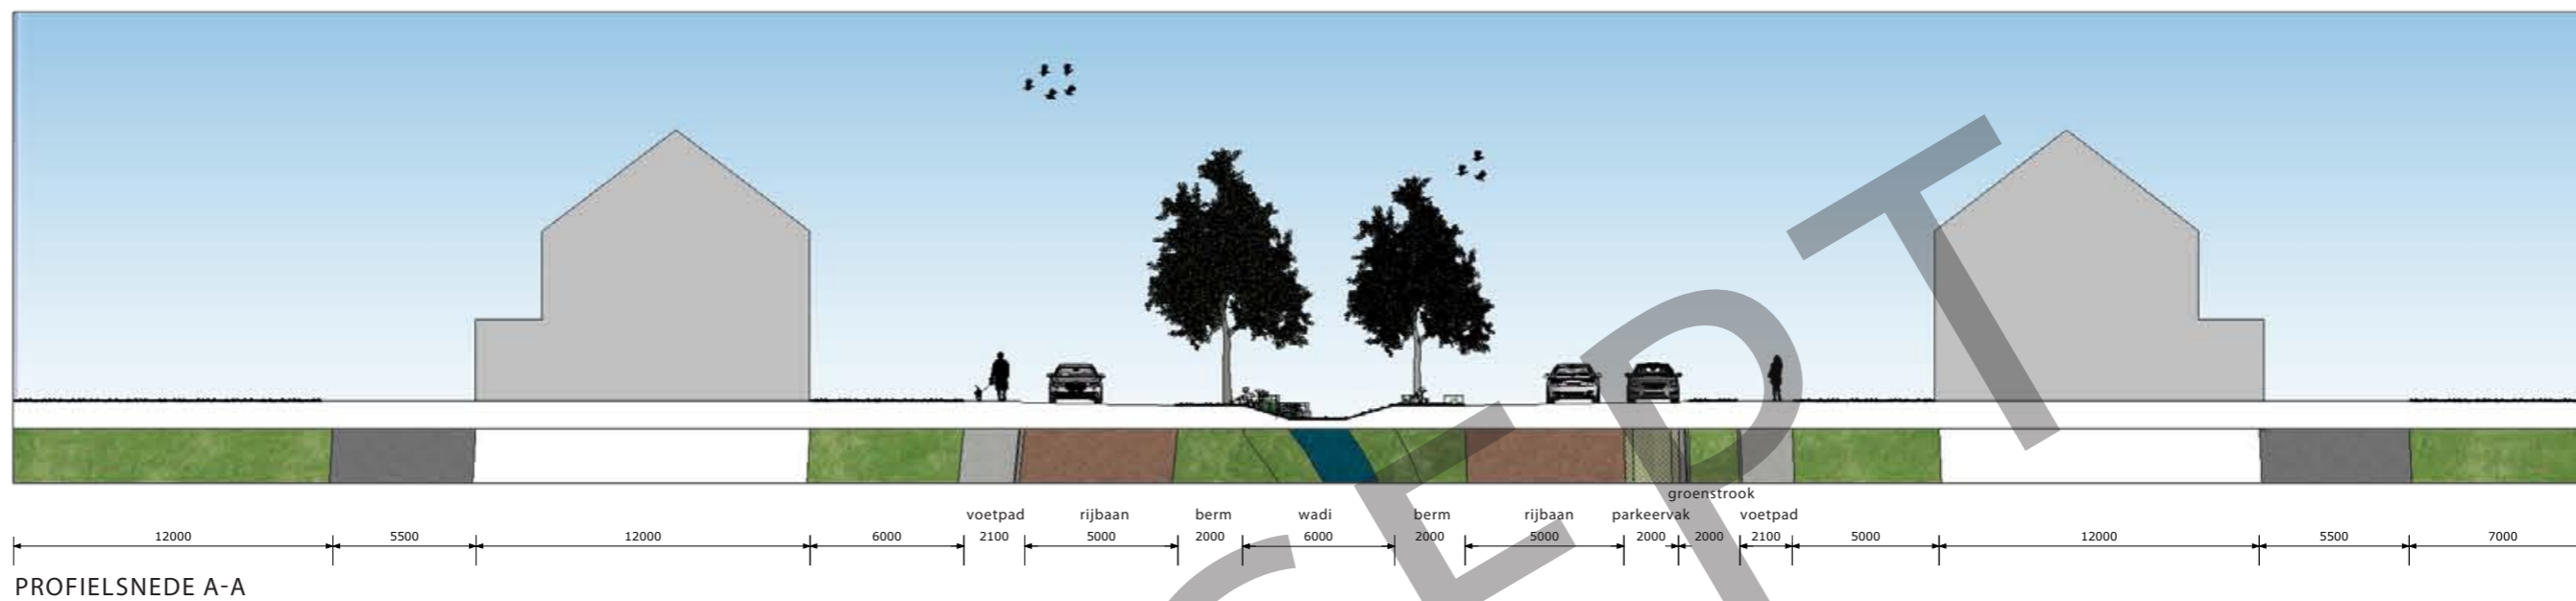 groenstrook
voetpad rijbaan berm wadi berm rijbaan parkeervak voetpad
12000 5500 12000 6000 2100 5000 2000 6000 2000 5000 2000 2000 2100 5000 12000 5500 7000
PROFIELSNEDE A-A
CEPT